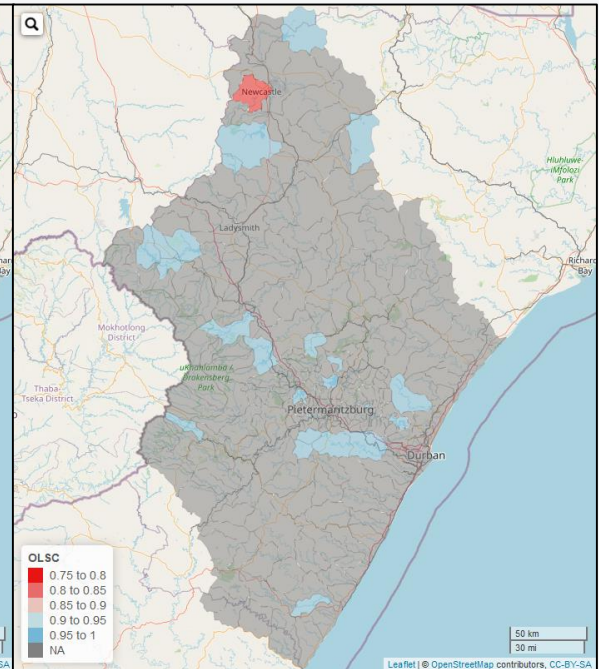 Newcastle
Hluhluwe-
iMfolozi
Park
Ladysmith
Richard
Bay
Mokhotlong
District
uKhahlamba /
Drakensberg
Park
Thaba-
Tseka District
Pietermaritzburg
Durban
OLSC
0.75 to 0.8
0.8 to 0.85
0.85 to 0.9
0.9 to 0.95
0.95 to 1
NA
50 km
30 mi
SA
Leaflet | © OpenStreetMap contributors, CC-BY-SA